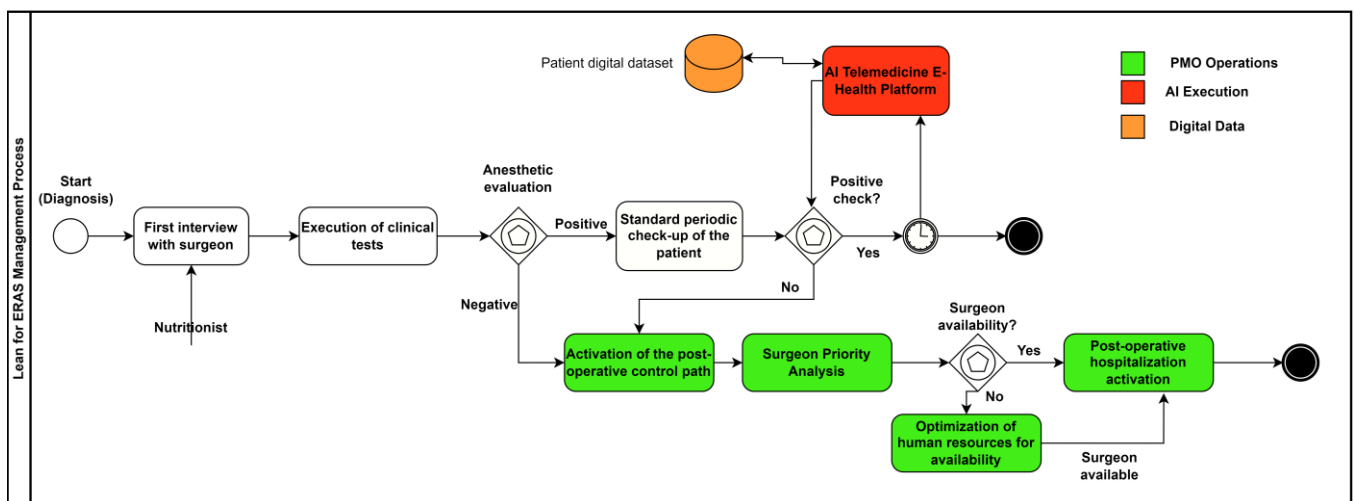 Lean for ERAS Management Process
Patient digital dataset
AI Telemedicine E-
Health Platform
PMO Operations
AI Execution
Digital Data
Start
(Diagnosis)
First interview
with surgeon
Execution of clinical
tests
Anesthetic
evaluation
Positive
Standard periodic
check-up of the
patient
Positive
check?
Yes
No
Negative
Nutritionist
Activation of the post-
operative control path
Surgeon Priority
Analysis
Surgeon
availability?
Yes
Post-operative
hospitalization
activation
No
Optimization of
human resources for
availability
Surgeon
available